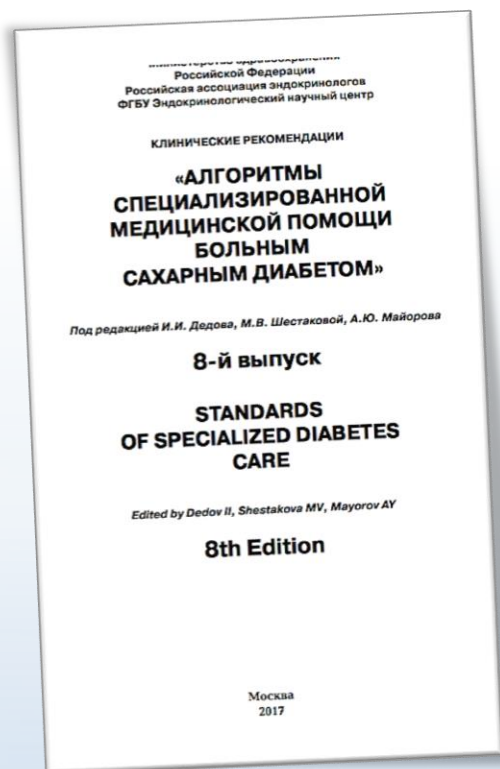 Российской Федерации
Российская ассоциация эндокринологов
ФГБУ Эндокринологический научный центр
КЛИНИЧЕСКИЕ РЕКОМЕНДАЦИИ
«АЛГОРИТМЫ
СПЕЦИАЛИЗИРОВАННОЙ
МЕДИЦИНСКОЙ ПОМОЩИ
БОЛЬНЫМ
САХАРНЫМ ДИАБЕТОМ»
Под редакцией И.И. Дедова, М.В. Шестаковой, А.Ю. Майорова
8-й выпуск
STANDARDS
OF SPECIALIZED DIABETES
CARE
Edited by Dedov II, Shestakova MV, Mayorov AY
8th Edition
Москва
2017